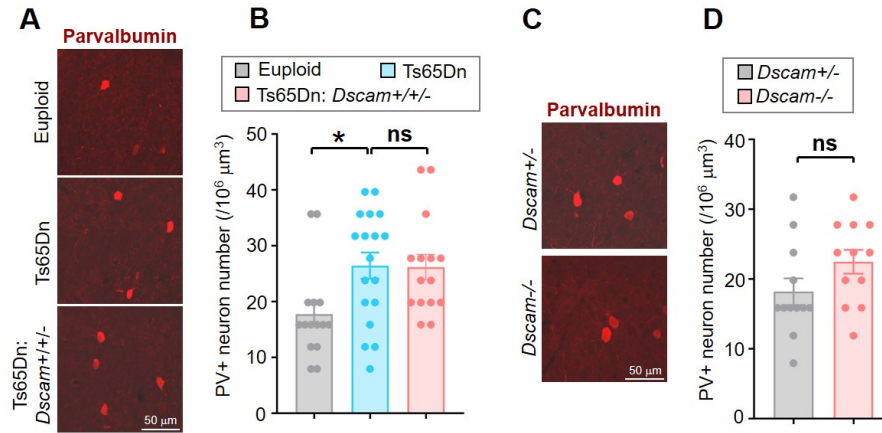 A
Parvalbumin
Euploid
Ts65Dn
Ts65Dn:
Dscam+/+/-
50 μm
B
Euploid
Ts65Dn
Ts65Dn: Dscam+/+/-
PV+ neuron number (/10⁶ μm³)
50
40
30
20
10
0
*
ns
C
Parvalbumin
Dscam+/-
Dscam-/-
50 μm
D
Dscam+/-
Dscam-/-
PV+ neuron number (/10⁶ μm³)
40
30
20
10
0
ns